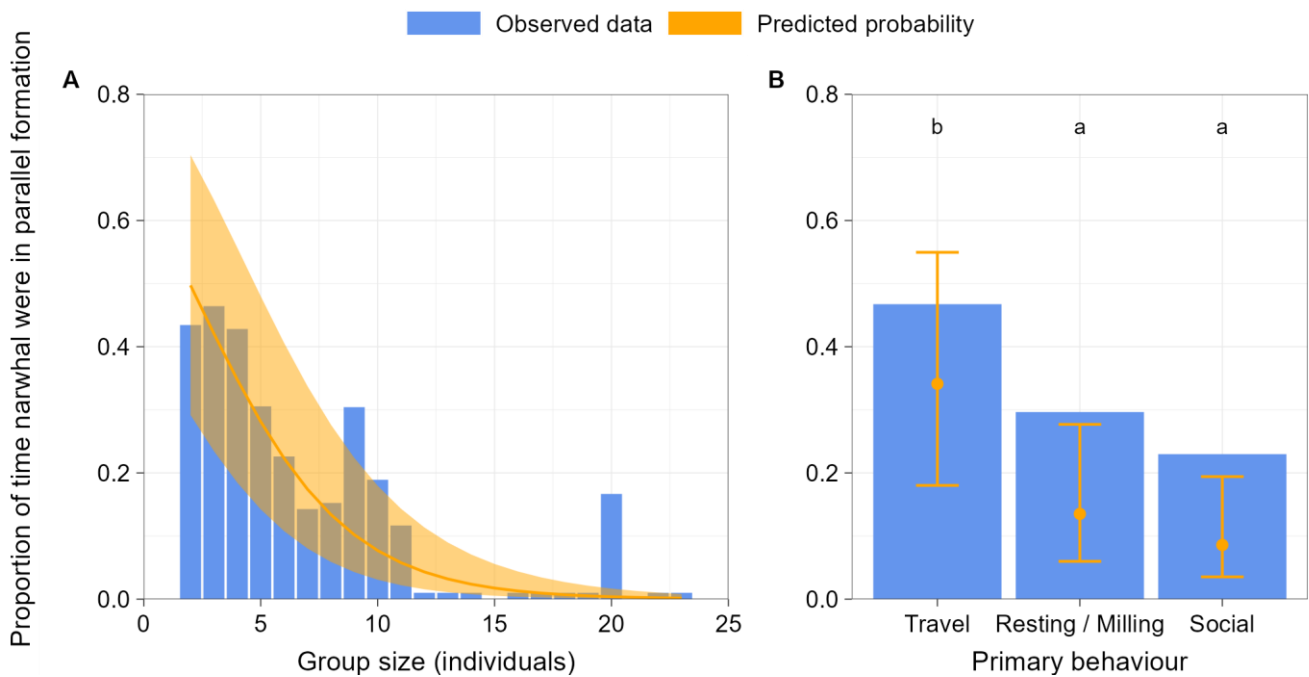 Observed data
Predicted probability
Proportion of time narwhal were in parallel formation
A
0.8
0.6
0.4
0.2
0.0
0
5
10
15
20
25
Group size (individuals)
B
0.8
0.6
0.4
0.2
0.0
b
a
a
Travel
Resting / Milling
Social
Primary behaviour